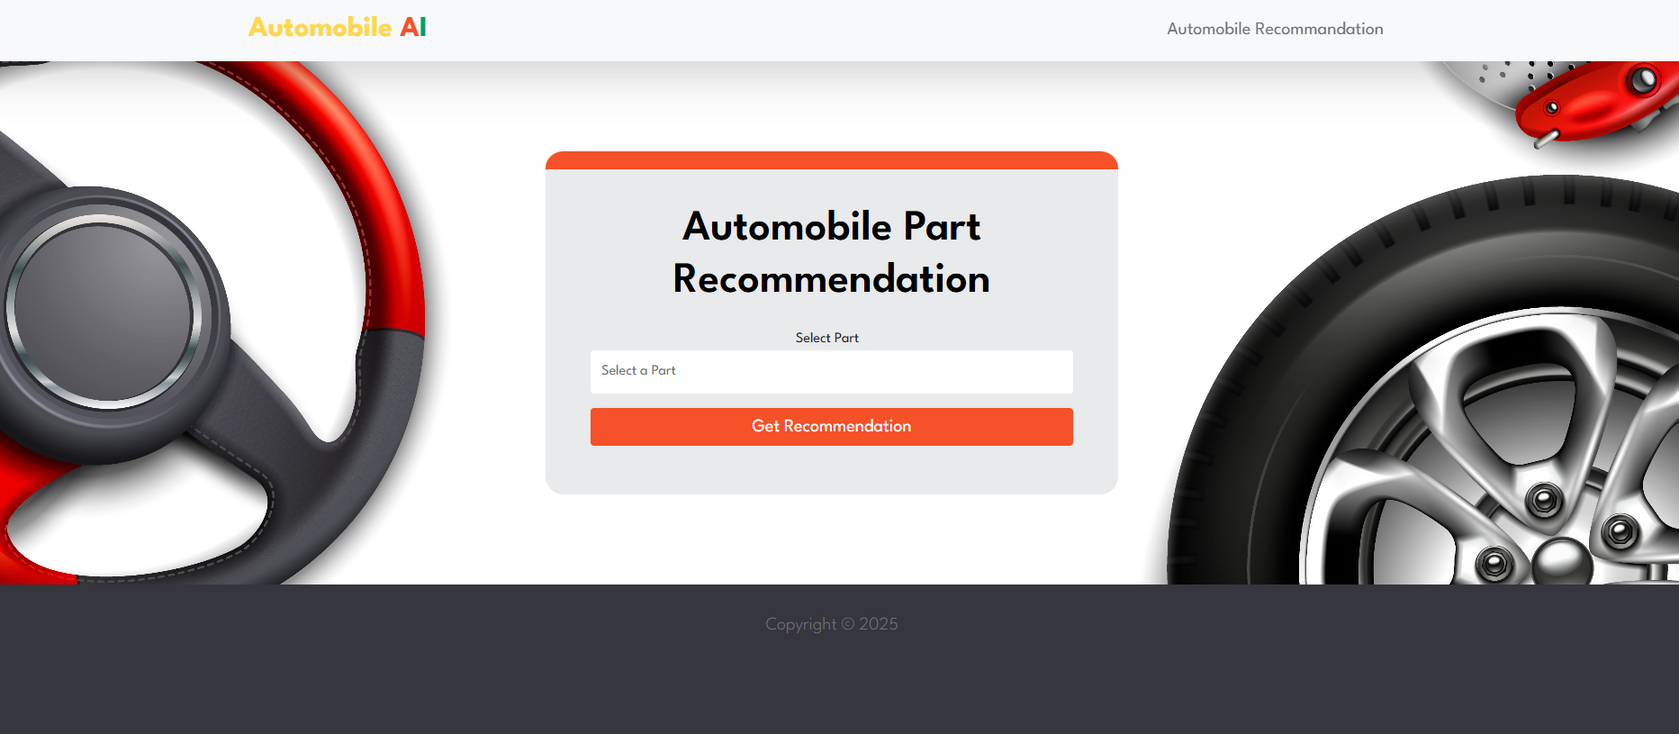 Automobile AI
Automobile Recommandation
Automobile Part
Recommendation
Select Part
Select a Part
Get Recommendation
Copyright © 2025